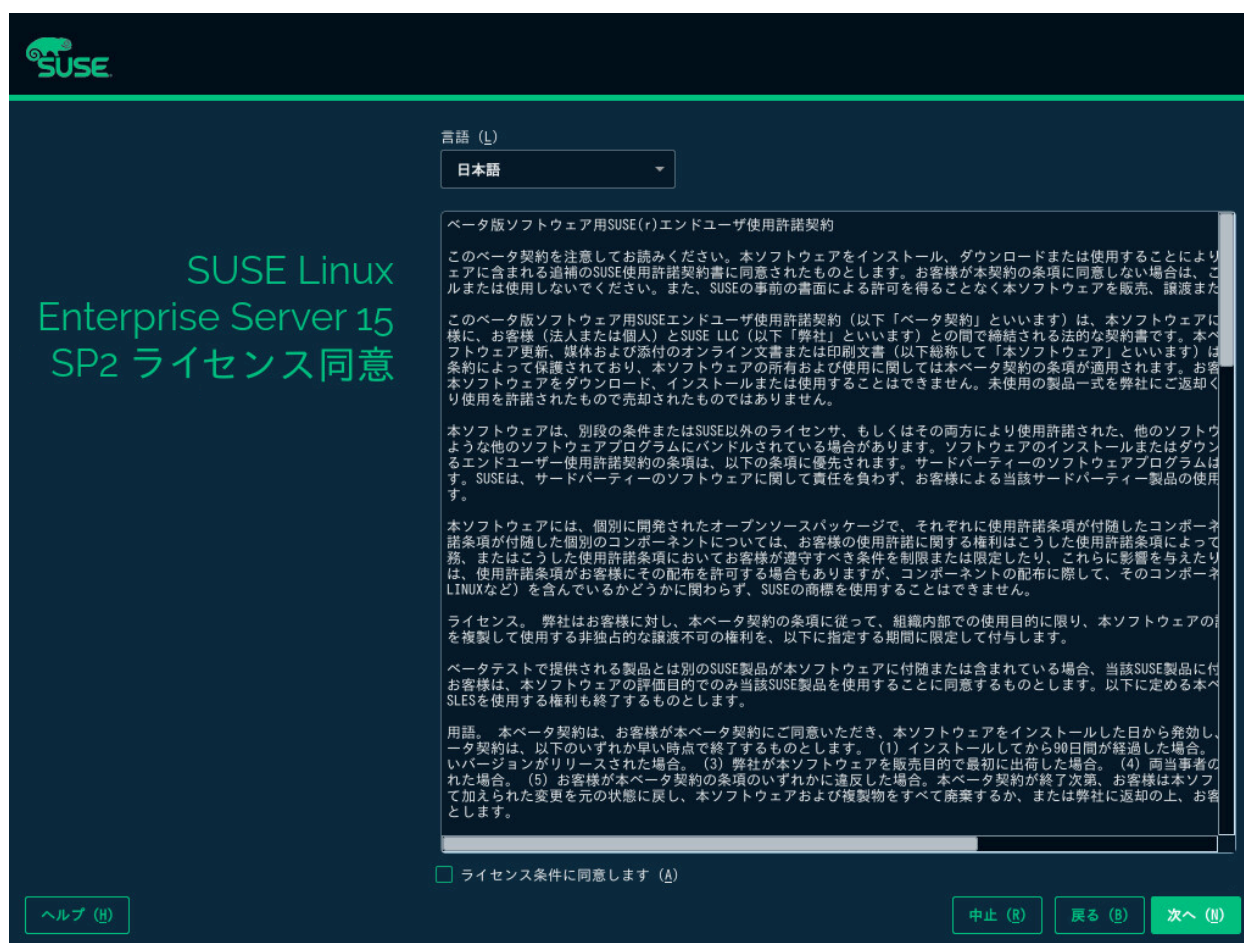 SUSE
言語 (L)
日本語
SUSE Linux
Enterprise Server 15
SP2 ライセンス同意
ベータ版ソフトウェア用SUSE(r)エンドユーザ使用許諾契約
このベータ契約を注意してお読みください。本ソフトウェアをインストール、ダウンロードまたは使用することにより
ェアに含まれる追補のSUSE使用許諾契約書に同意されたものとします。お客様が本契約の条項に同意しない場合は、こ
ルまたは使用しないでください。また、SUSEの事前の書面による許可を得ることなく本ソフトウェアを販売、譲渡また
このベータ版ソフトウェア用SUSEエンドユーザ使用許諾契約（以下「ベータ契約」といいます）は、本ソフトウェアに
様に、お客様（法人または個人）とSUSE LLC（以下「弊社」といいます）との間で締結される法的な契約書です。本ベ
フトウェア更新、媒体および添付のオンライン文書または印刷文書（以下総称して「本ソフトウェア」といいます）は
条約によって保護されており、本ソフトウェアの所有および使用に関しては本ベータ契約の条項が適用されます。お客
本ソフトウェアをダウンロード、インストールまたは使用することはできません。未使用の製品一式を弊社にご返却く
り使用を許諾されたもので売却されたものではありません。
本ソフトウェアは、別段の条件またはSUSE以外のライセンサ、もしくはその両方により使用許諾された、他のソフトウ
ような他のソフトウェアプログラムにバンドルされている場合があります。ソフトウェアのインストールまたはダウン
るエンドユーザー使用許諾契約の条項は、以下の条項に優先されます。サードパーティーのソフトウェアプログラムは
す。SUSEは、サードパーティーのソフトウェアに関して責任を負わず、お客様による当該サードパーティー製品の使用
す。
本ソフトウェアには、個別に開発されたオープンソースパッケージで、それぞれに使用許諾条項が付随したコンポーネ
諾条項が付随した個別のコンポーネントについては、お客様の使用許諾に関する権利はこうした使用許諾条項によって
務、またはこうした使用許諾条項においてお客様が遵守すべき条件を制限または限定したり、これらに影響を与えたり
は、使用許諾条項がお客様にその配布を許可する場合もありますが、コンポーネントの配布に際して、そのコンポーネ
LINUXなど）を含んでいるかどうかに関わらず、SUSEの商標を使用することはできません。
ライセンス。 弊社はお客様に対し、本ベータ契約の条項に従って、組織内部での使用目的に限り、本ソフトウェアの
を複製して使用する非独占的な譲渡不可の権利を、以下に指定する期間に限定して付与します。
ベータテストで提供される製品とは別のSUSE製品が本ソフトウェアに付随または含まれている場合、当該SUSE製品に付
お客様は、本ソフトウェアの評価目的でのみ当該SUSE製品を使用することに同意するものとします。以下に定める本ベ
SLESを使用する権利も終了するものとします。
用語。 本ベータ契約は、お客様が本ベータ契約にご同意いただき、本ソフトウェアをインストールした日から発効し、
ータ契約は、以下のいずれか早い時点で終了するものとします。 (1) インストールしてから90日間が経過した場合。
いバージョンがリリースされた場合。 (3) 弊社が本ソフトウェアを販売目的で最初に出荷した場合。 (4) 両当事者の
れた場合。 (5) お客様が本ベータ契約の条項のいずれかに違反した場合。本ベータ契約が終了次第、お客様は本ソフ
て加えられた変更を元の状態に戻し、本ソフトウェアおよび複製物をすべて廃棄するか、または弊社に返却の上、お客
とします。
ライセンス条件に同意します (A)
ヘルプ (H)
中止 (R)
戻る (B)
次へ (N)